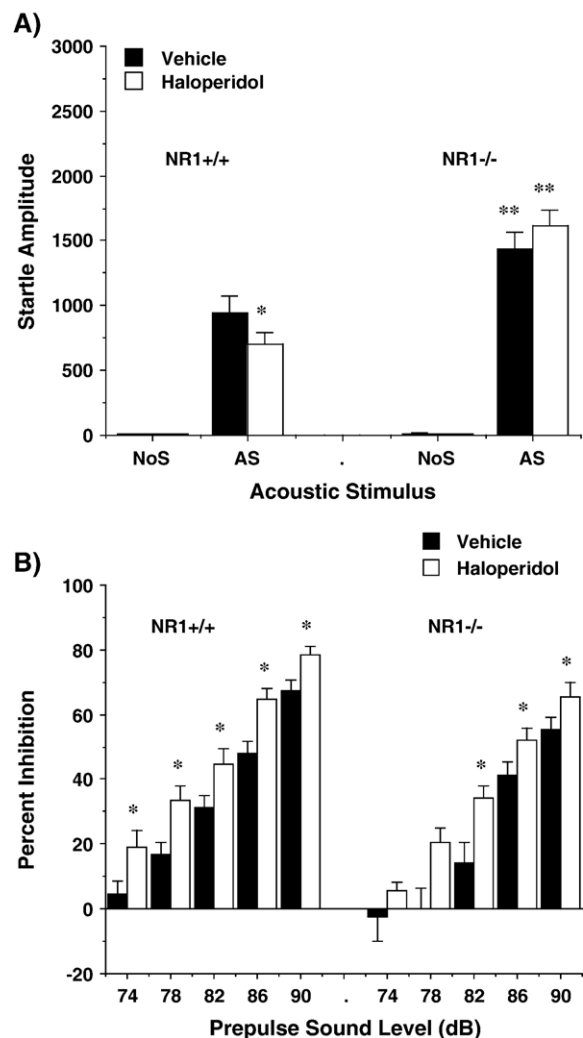 A)
3000
Vehicle
Haloperidol
2500
NR1+/+ NR1-/-
2000
** **
1500
Startle Amplitude
1000
*
500
0
NoS AS . NoS AS
Acoustic Stimulus
B)
Vehicle
Haloperidol
100
NR1+/+ NR1-/-
80
* * * * * * * *
60
Percent Inhibition
40
20
0
-20
74 78 82 86 90 . 74 78 82 86 90
Prepulse Sound Level (dB)